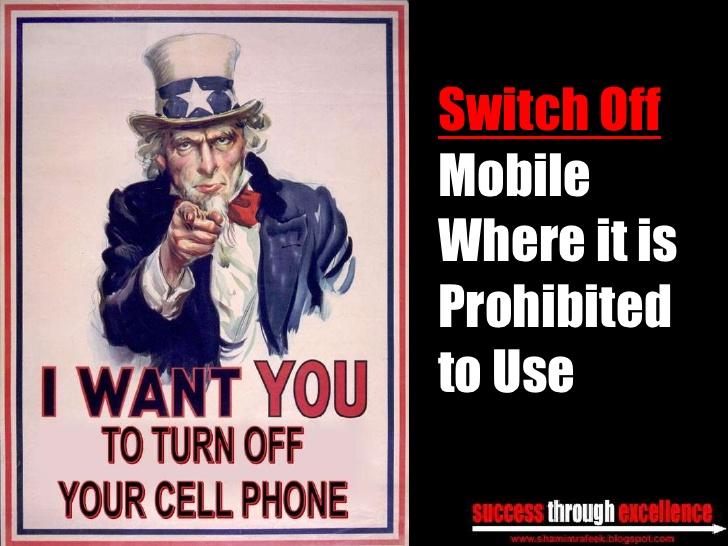 I WANT YOU
TO TURN OFF
YOUR CELL PHONE
Switch Off
Mobile
Where it is
Prohibited
to Use
success through excellence
www.shamimrafeek.blogspot.com